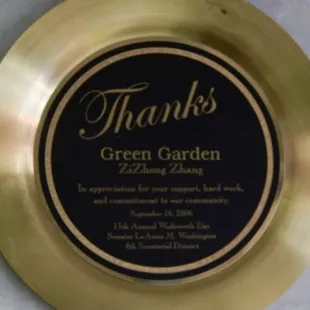 Thanks
Green Garden
ZiZhong Zhang
In appreciation for your support, hard work,
and commitment to our community.
September 16, 2006
11th Annual Wadsworth Day
Senator LeAnna M. Washington
4th Senatorial District